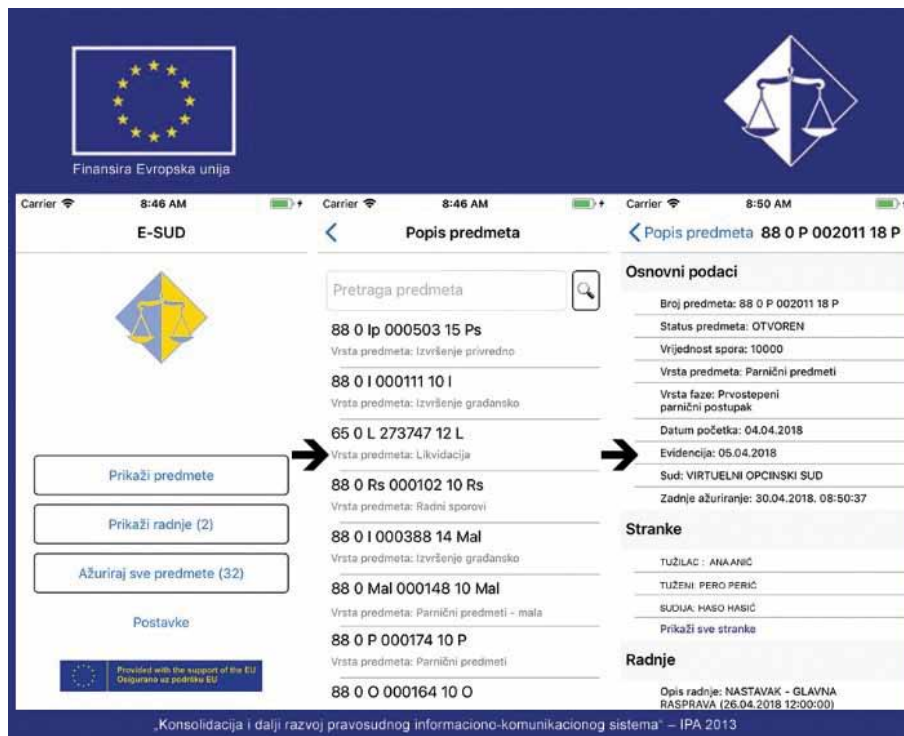 Finansira Evropska unija
Carrier 8:46 AM
E-SUD
Prikaži predmete
Prikaži radnje (2)
Ažuriraj sve predmete (32)
Postavke
Provided with the support of the EU
Osigurano uz podršku EU
Carrier 8:46 AM
Popis predmeta
Pretraga predmeta
88 0 Ip 000503 15 Ps
Vrsta predmeta: Izvršenje privredno
88 0 I 000111 10 I
Vrsta predmeta: Izvršenje građansko
65 0 L 273747 12 L
Vrsta predmeta: Likvidacija
88 0 Rs 000102 10 Rs
Vrsta predmeta: Radni sporovi
88 0 I 000388 14 Mal
Vrsta predmeta: Izvršenje građansko
88 0 Mal 000148 10 Mal
Vrsta predmeta: Parnični predmeti - mala
88 0 P 000174 10 P
Vrsta predmeta: Parnični predmeti
88 0 O 000164 10 O
Carrier 8:50 AM
Popis predmeta 88 0 P 002011 18 P
Osnovni podaci
Broj predmeta: 88 0 P 002011 18 P
Status predmeta: OTVOREN
Vrijednost spora: 10000
Vrsta predmeta: Parnični predmeti
Vrsta faze: Prvostepeni
parnični postupak
Datum početka: 04.04.2018
Evidencija: 05.04.2018
Sud: VIRTUELNI OPCINSKI SUD
Zadnje ažuriranje: 30.04.2018. 08:50:37
Stranke
TUŽILAC : ANA ANIĆ
TUŽENI: PERO PERIĆ
SUDIJA: HASO HASIĆ
Prikaži sve stranke
Radnje
Opis radnje: NASTAVAK - GLAVNA
RASPRAVA (26.04.2018 12:00:00)
„Konsolidacija i dalji razvoj pravosudnog informaciono-komunikacionog sistema" – IPA 2013